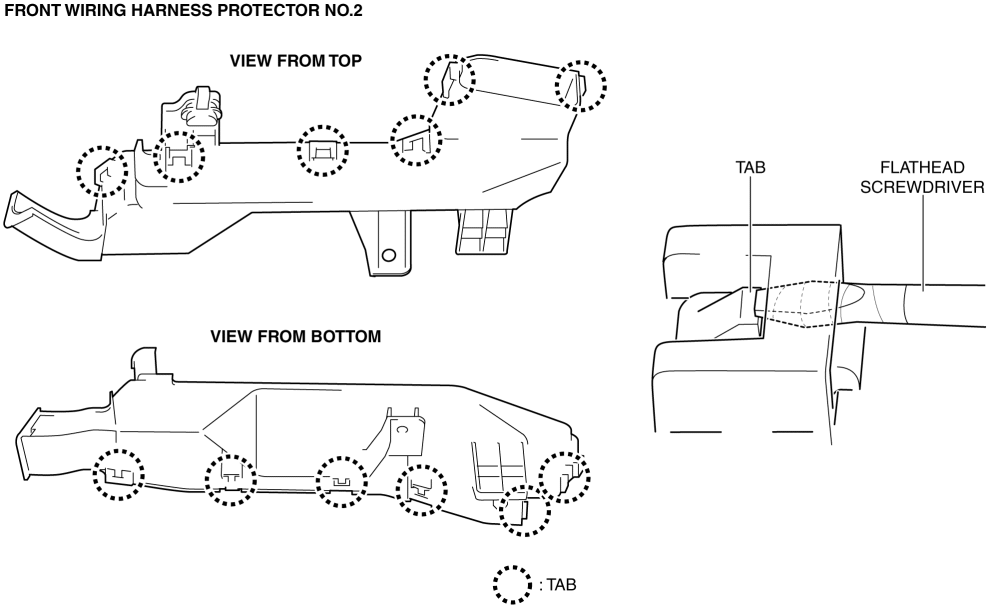 FRONT WIRING HARNESS PROTECTOR NO.2
VIEW FROM TOP
TAB
FLATHEAD
SCREWDRIVER
VIEW FROM BOTTOM
: TAB